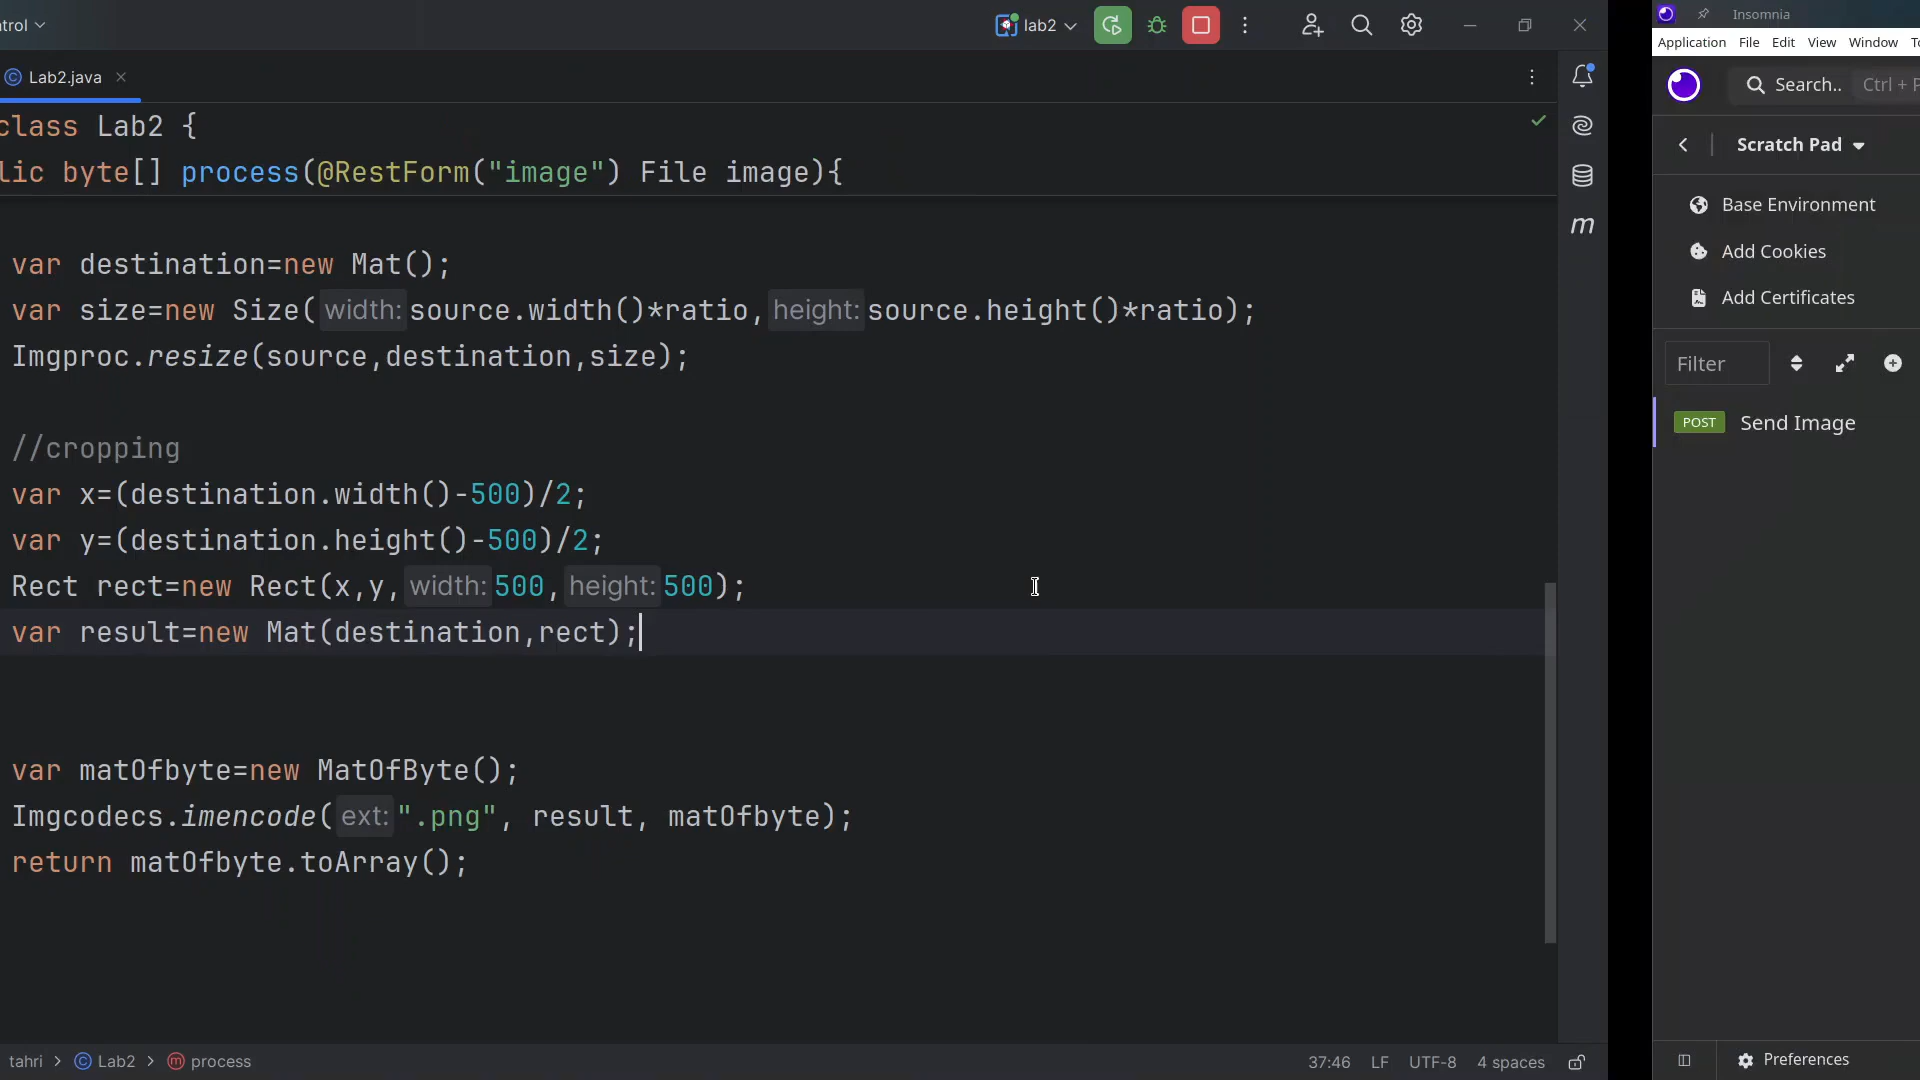 trol
lab2
Lab2.java
class Lab2 {
lic byte[] process(@RestForm("image") File image){
var destination=new Mat();
var size=new Size( width: source.width()*ratio, height: source.height()*ratio);
Imgproc.resize(source,destination,size);
//cropping
var x=(destination.width()-500)/2;
var y=(destination.height()-500)/2;
Rect rect=new Rect(x,y, width: 500, height: 500);
var result=new Mat(destination,rect);
var matOfbyte=new MatOfByte();
Imgcodecs.imencode( ext: ".png", result, matOfbyte);
return matOfbyte.toArray();
tahri > Lab2 > process
37:46 LF UTF-8 4 spaces
Insomnia
Application File Edit View Window To
Search.. Ctrl + P
Scratch Pad
Base Environment
Add Cookies
Add Certificates
Filter
POST Send Image
Preferences